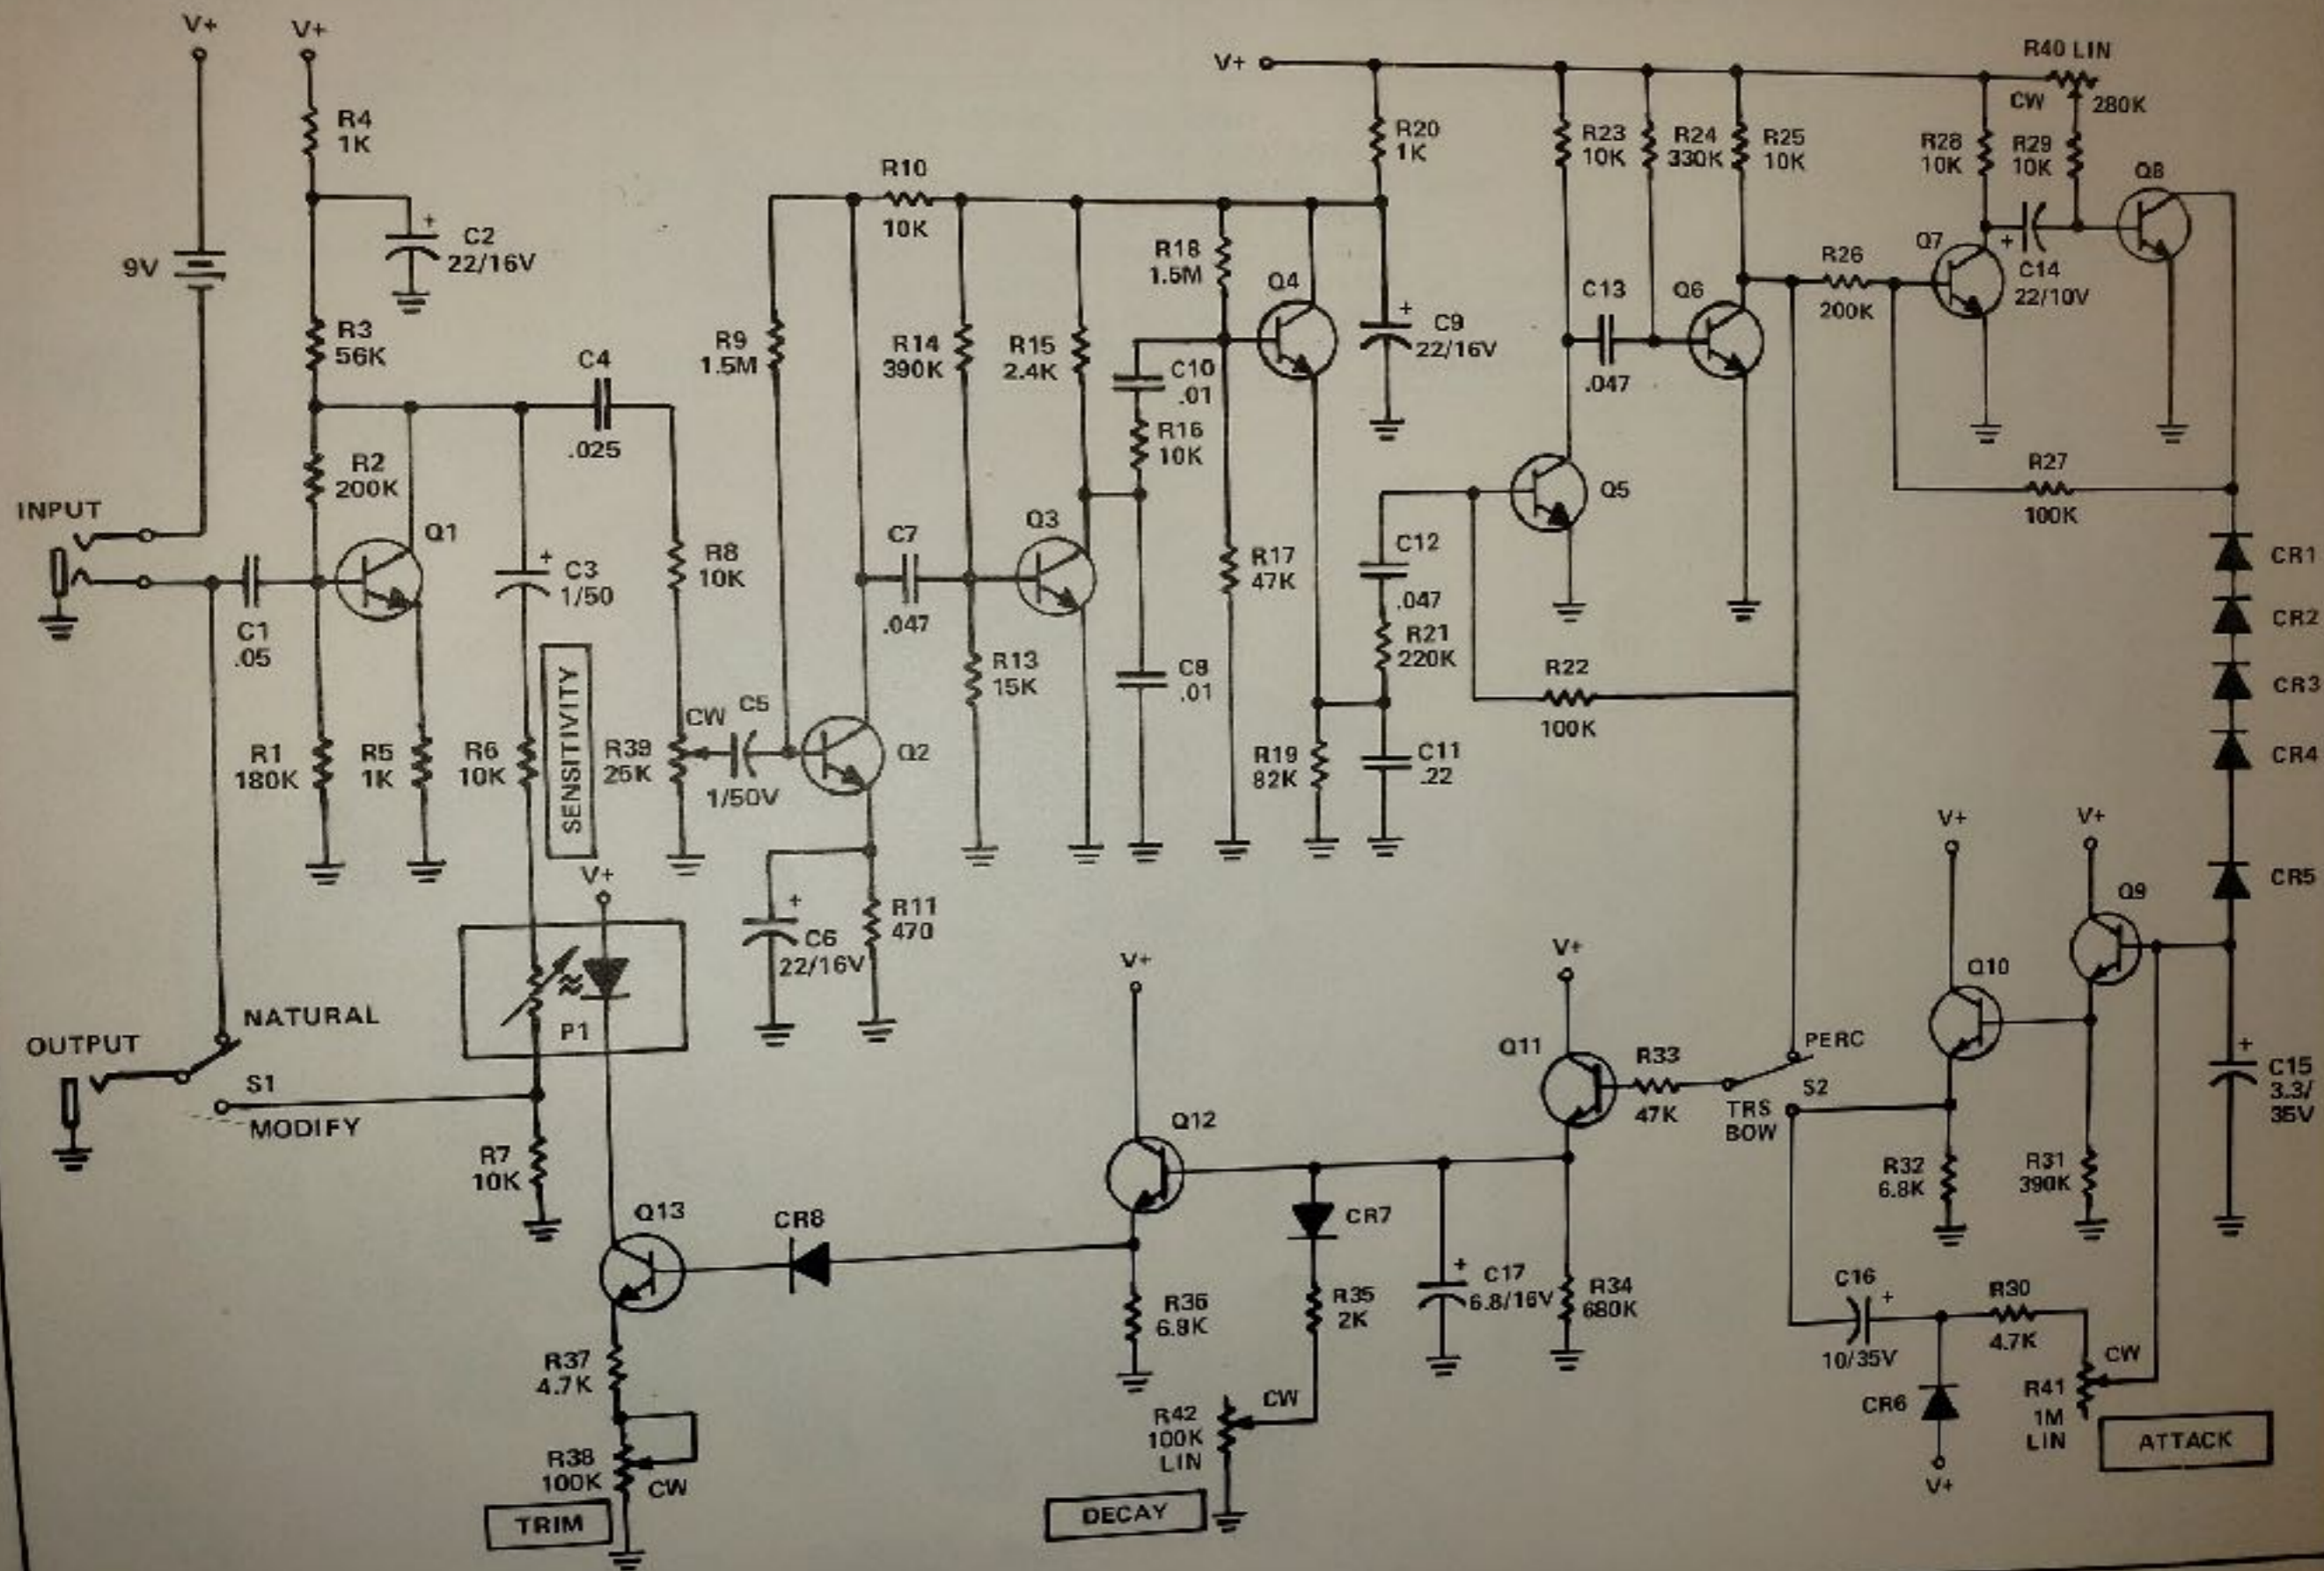 V+
V+
R4
1K
9V
C2
+
22/16V
R3
56K
C4
.025
R2
200K
INPUT
Q1
C1
.05
+
C3
1/50
R8
10K
R1
180K
R5
1K
R6
10K
SENSITIVITY
R39
25K
CW
C5
1/50V
Q2
R9
1.5M
R10
10K
R14
390K
R15
2.4K
C7
.047
Q3
R13
15K
+
C6
22/16V
R11
470
V+
P1
NATURAL
OUTPUT
S1
MODIFY
R7
10K
V+
R20
1K
R18
1.5M
Q4
C10
.01
R16
10K
+
C9
22/16V
R17
47K
C8
.01
R19
82K
C12
.047
R21
220K
C11
.22
R23
10K
R24
330K
R25
10K
C13
.047
Q6
Q5
R22
100K
R26
200K
R28
10K
R29
10K
R40 LIN
CW
280K
Q7
+
C14
22/10V
Q8
R27
100K
CR1
CR2
CR3
CR4
CR5
V+
V+
Q9
Q10
+
C15
3.3/
35V
R32
6.8K
R31
390K
PERC
S2
TRS
BOW
V+
Q11
R33
47K
V+
Q12
CR7
R35
2K
+
C17
6.8/16V
R34
680K
C16
+
10/35V
R30
4.7K
CR6
V+
R41
1M
LIN
CW
ATTACK
Q13
CR8
R36
6.8K
R42
100K
LIN
CW
DECAY
R37
4.7K
R38
100K
CW
TRIM